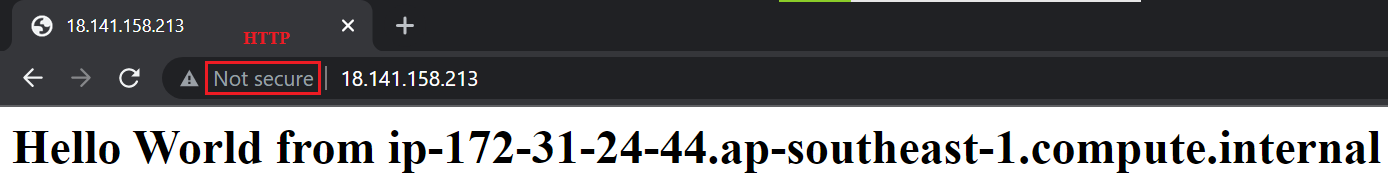 18.141.158.213
HTTP
Not secure 18.141.158.213
Hello World from ip-172-31-24-44.ap-southeast-1.compute.internal